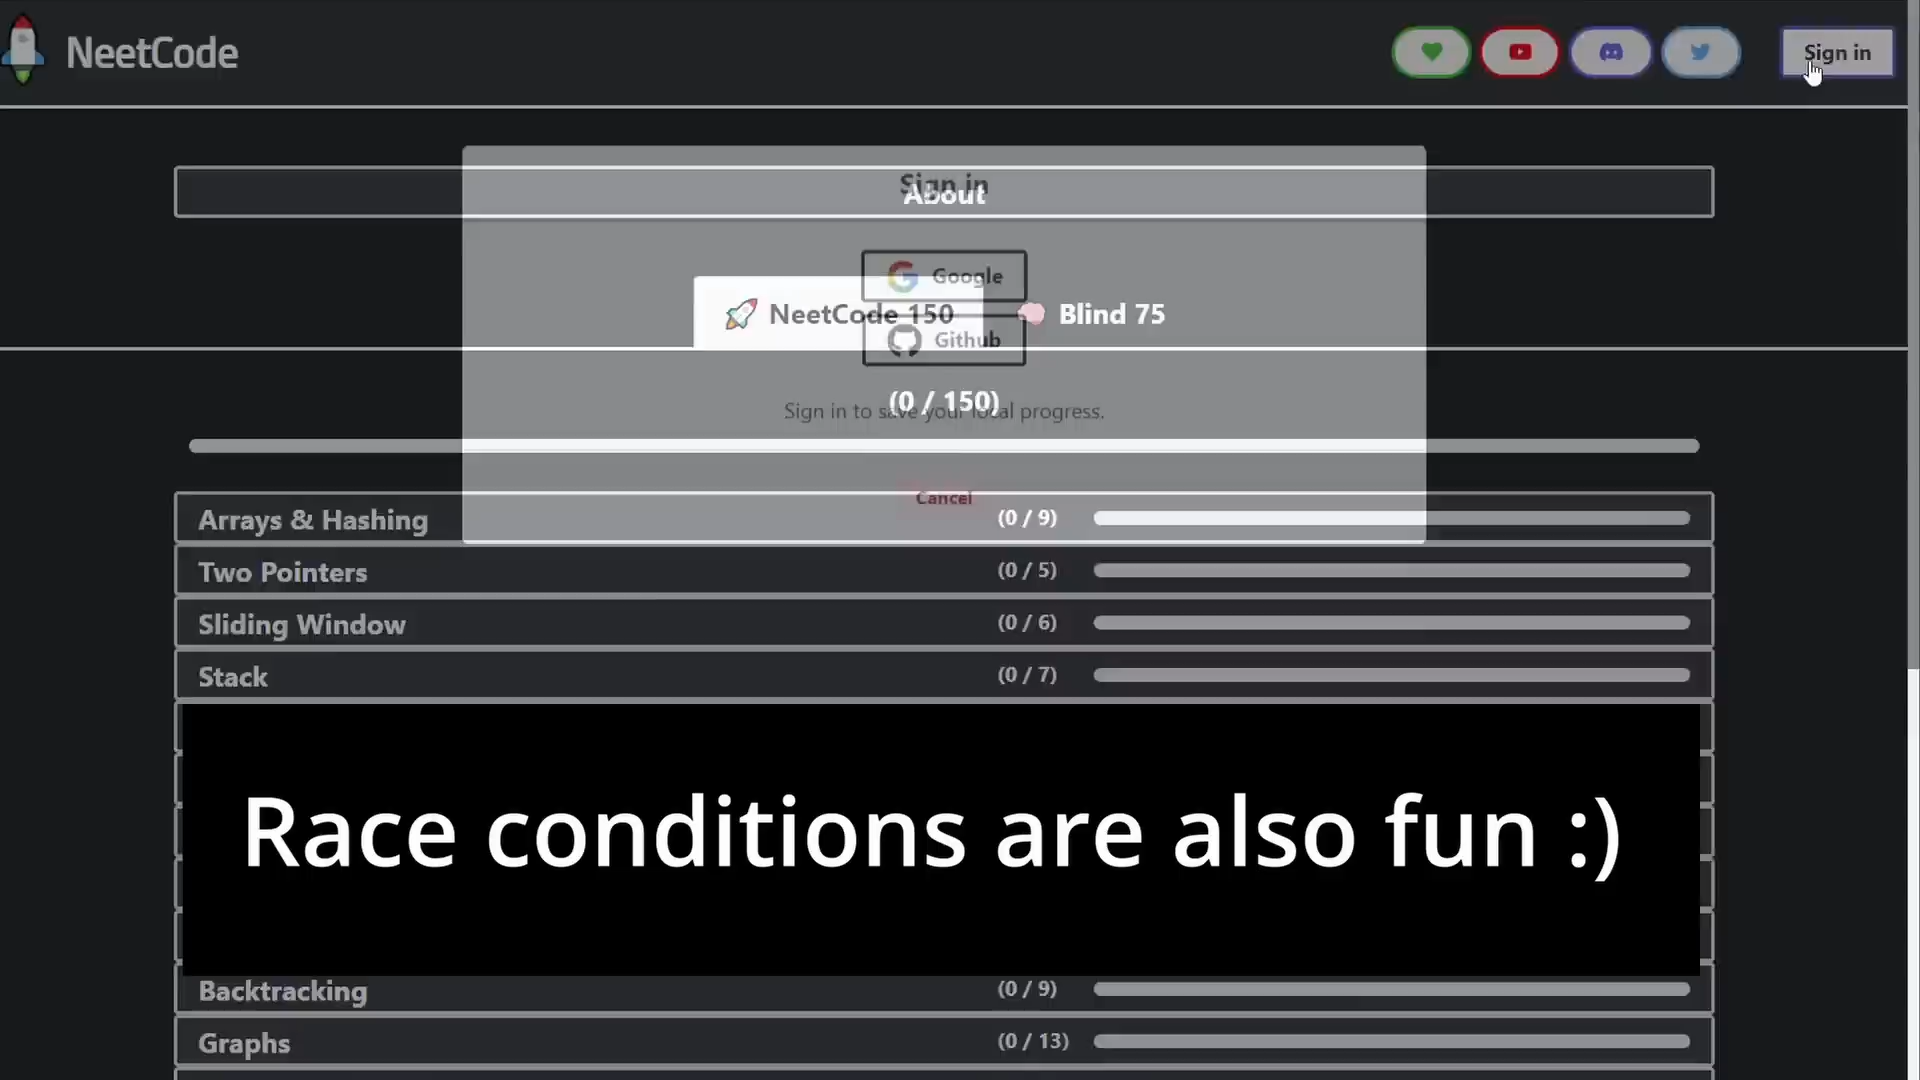 NeetCode
Sign in
Sign in
About
Google
NeetCode 150
Blind 75
Github
(0 / 150)
Sign in to save your local progress.
Cancel
Arrays & Hashing (0 / 9)
Two Pointers (0 / 5)
Sliding Window (0 / 6)
Stack (0 / 7)
Race conditions are also fun :)
Backtracking (0 / 9)
Graphs (0 / 13)